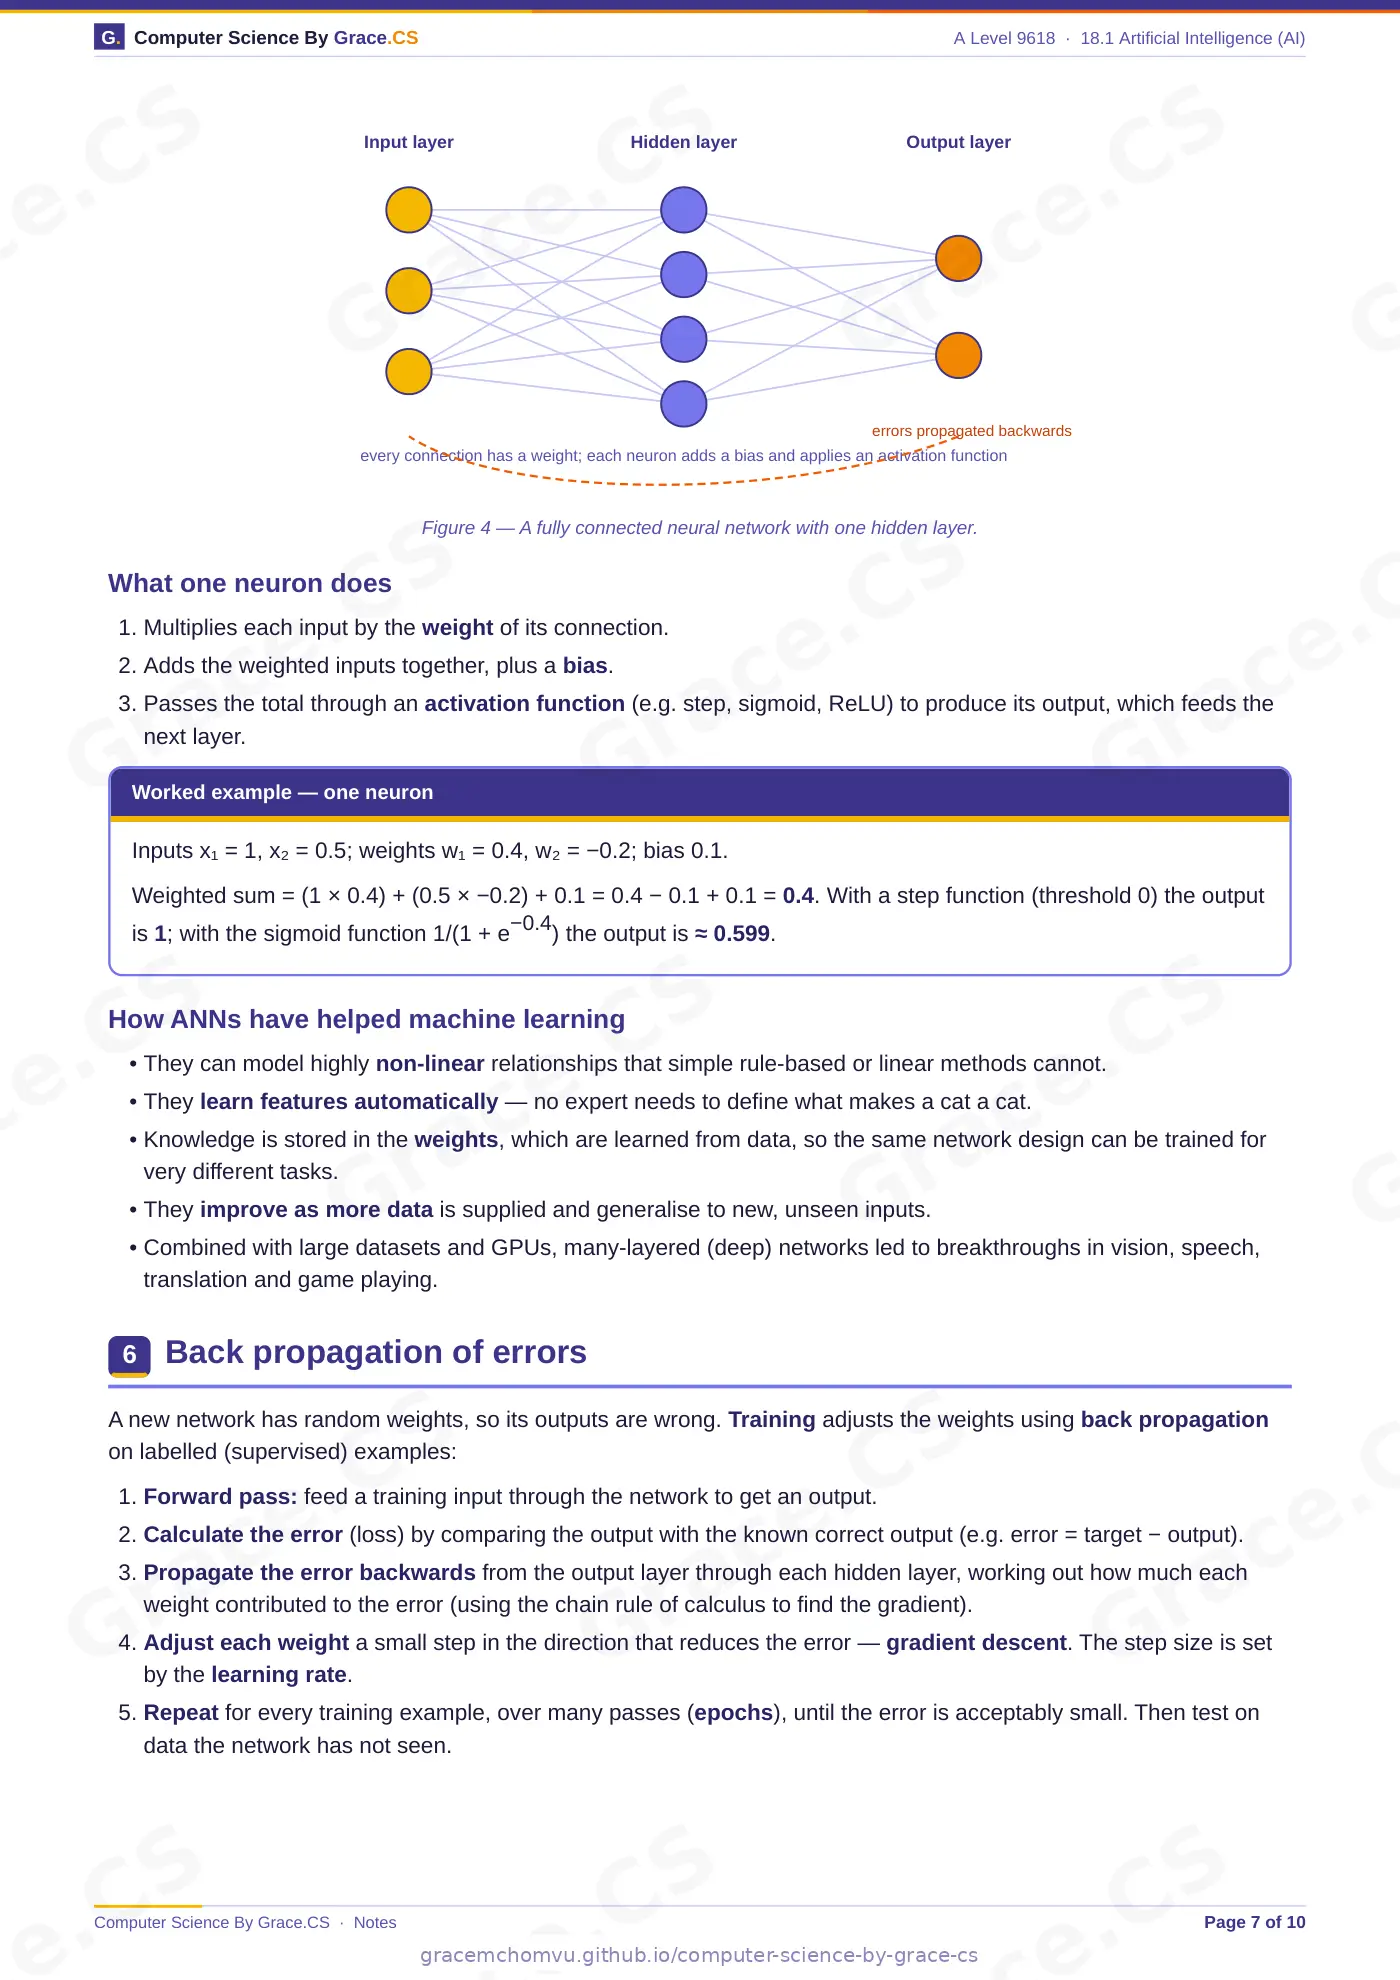 G. Computer Science By Grace.CS
A Level 9618 · 18.1 Artificial Intelligence (AI)
Input layer
Hidden layer
Output layer
errors propagated backwards
every connection has a weight; each neuron adds a bias and applies an activation function
Figure 4 — A fully connected neural network with one hidden layer.
What one neuron does
1. Multiplies each input by the weight of its connection.
2. Adds the weighted inputs together, plus a bias.
3. Passes the total through an activation function (e.g. step, sigmoid, ReLU) to produce its output, which feeds the
next layer.
Worked example — one neuron
Inputs x₁ = 1, x₂ = 0.5; weights w₁ = 0.4, w₂ = −0.2; bias 0.1.
Weighted sum = (1 × 0.4) + (0.5 × −0.2) + 0.1 = 0.4 − 0.1 + 0.1 = 0.4. With a step function (threshold 0) the output
is 1; with the sigmoid function 1/(1 + e−0.4) the output is ≈ 0.599.
How ANNs have helped machine learning
• They can model highly non-linear relationships that simple rule-based or linear methods cannot.
• They learn features automatically — no expert needs to define what makes a cat a cat.
• Knowledge is stored in the weights, which are learned from data, so the same network design can be trained for
very different tasks.
• They improve as more data is supplied and generalise to new, unseen inputs.
• Combined with large datasets and GPUs, many-layered (deep) networks led to breakthroughs in vision, speech,
translation and game playing.
6 Back propagation of errors
A new network has random weights, so its outputs are wrong. Training adjusts the weights using back propagation
on labelled (supervised) examples:
1. Forward pass: feed a training input through the network to get an output.
2. Calculate the error (loss) by comparing the output with the known correct output (e.g. error = target − output).
3. Propagate the error backwards from the output layer through each hidden layer, working out how much each
weight contributed to the error (using the chain rule of calculus to find the gradient).
4. Adjust each weight a small step in the direction that reduces the error — gradient descent. The step size is set
by the learning rate.
5. Repeat for every training example, over many passes (epochs), until the error is acceptably small. Then test on
data the network has not seen.
Computer Science By Grace.CS · Notes
Page 7 of 10
gracemchomvu.github.io/computer-science-by-grace-cs